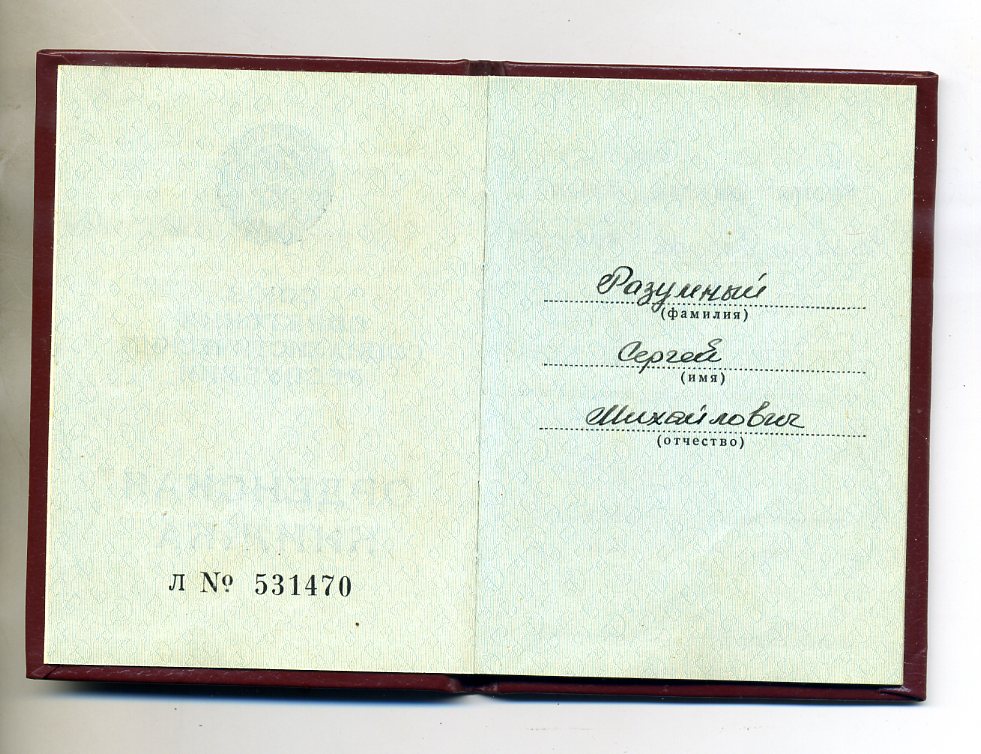 Л № 531470
Разумный
(фамилия)
Сергей
(имя)
Михайлович
(отчество)